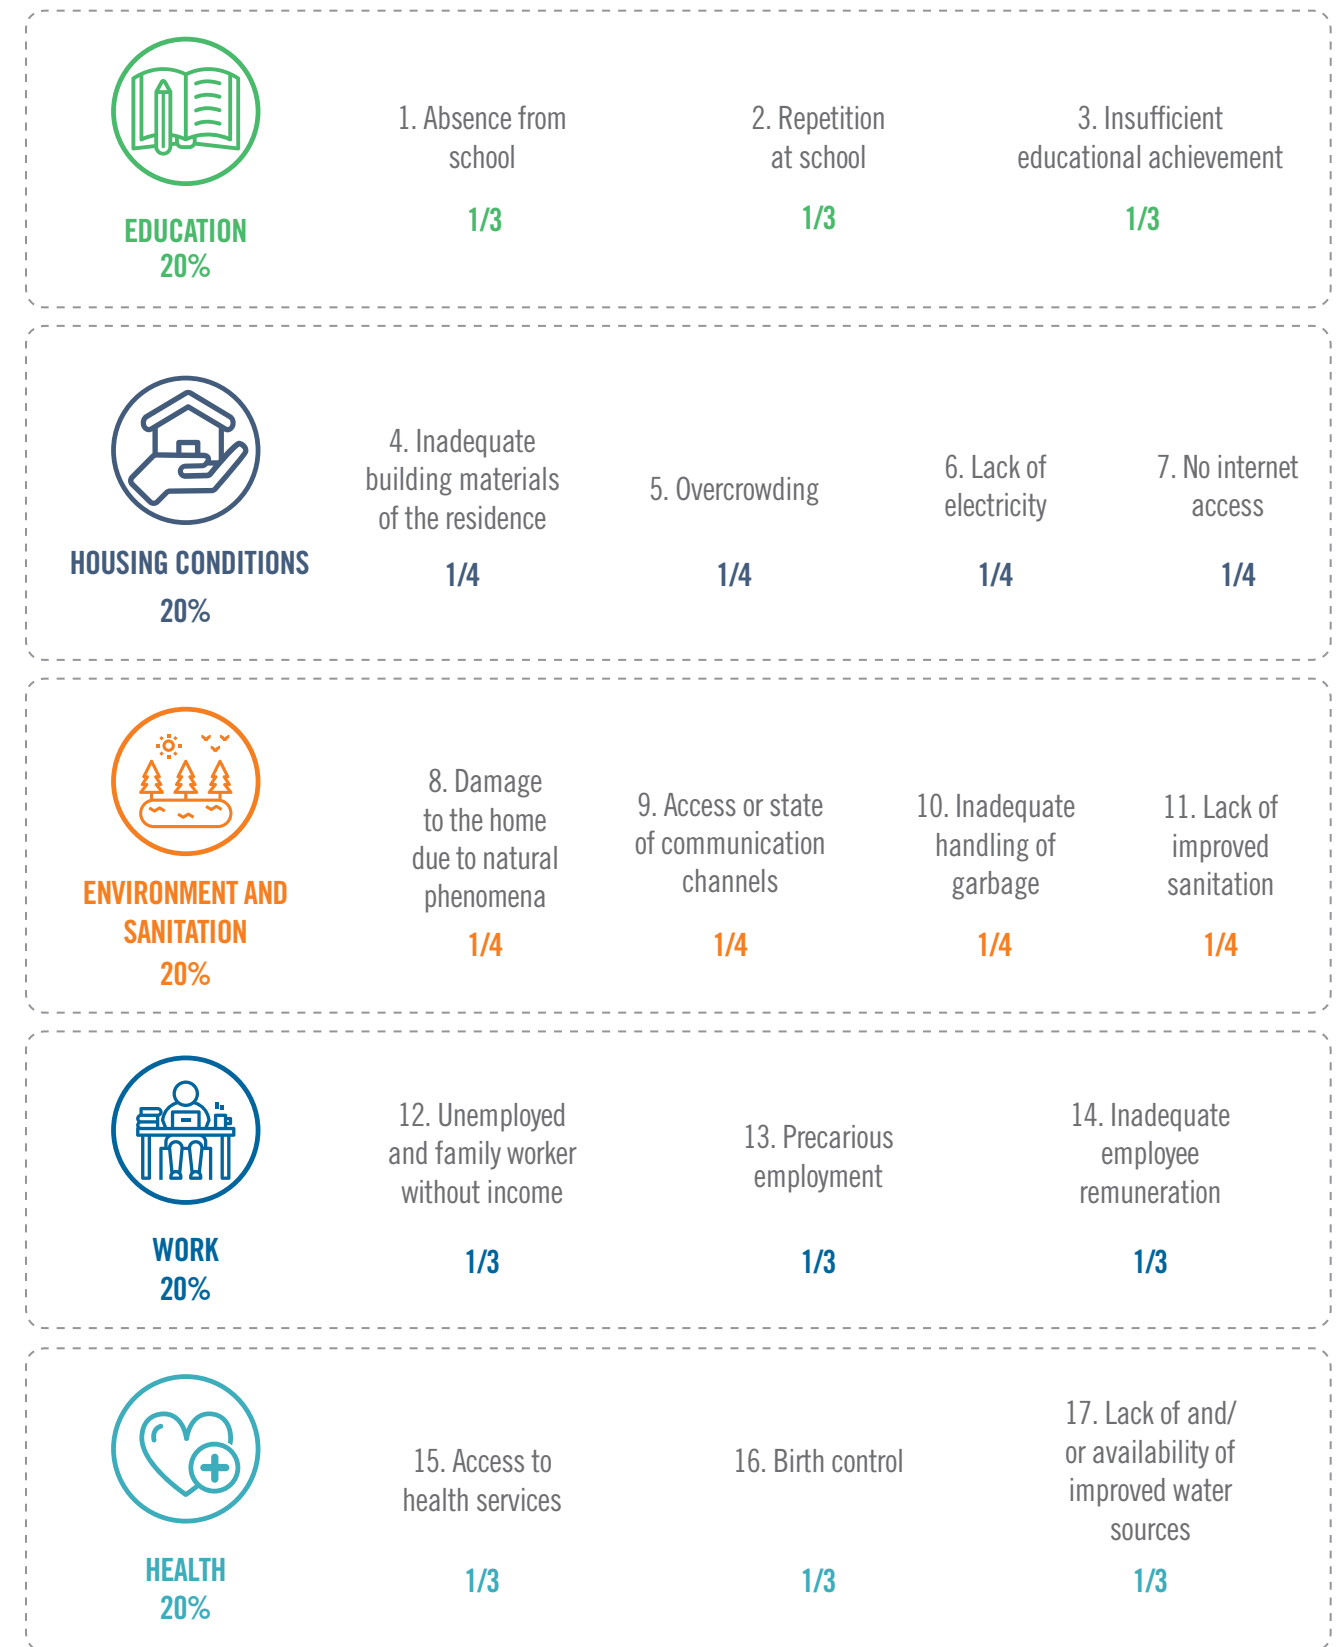 1. Absence from
school
1/3
2. Repetition
at school
1/3
3. Insufficient
educational achievement
1/3
EDUCATION
20%
4. Inadequate
building materials
of the residence
1/4
5. Overcrowding
1/4
6. Lack of
electricity
1/4
7. No internet
access
1/4
HOUSING CONDITIONS
20%
8. Damage
to the home
due to natural
phenomena
1/4
9. Access or state
of communication
channels
1/4
10. Inadequate
handling of
garbage
1/4
11. Lack of
improved
sanitation
1/4
ENVIRONMENT AND
SANITATION
20%
12. Unemployed
and family worker
without income
1/3
13. Precarious
employment
1/3
14. Inadequate
employee
remuneration
1/3
WORK
20%
15. Access to
health services
1/3
16. Birth control
1/3
17. Lack of and/
or availability of
improved water
sources
1/3
HEALTH
20%